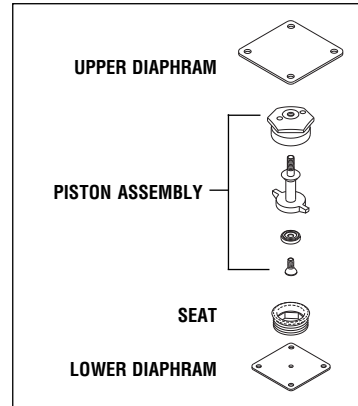 UPPER DIAPHRAM
PISTON ASSEMBLY
SEAT
LOWER DIAPHRAM